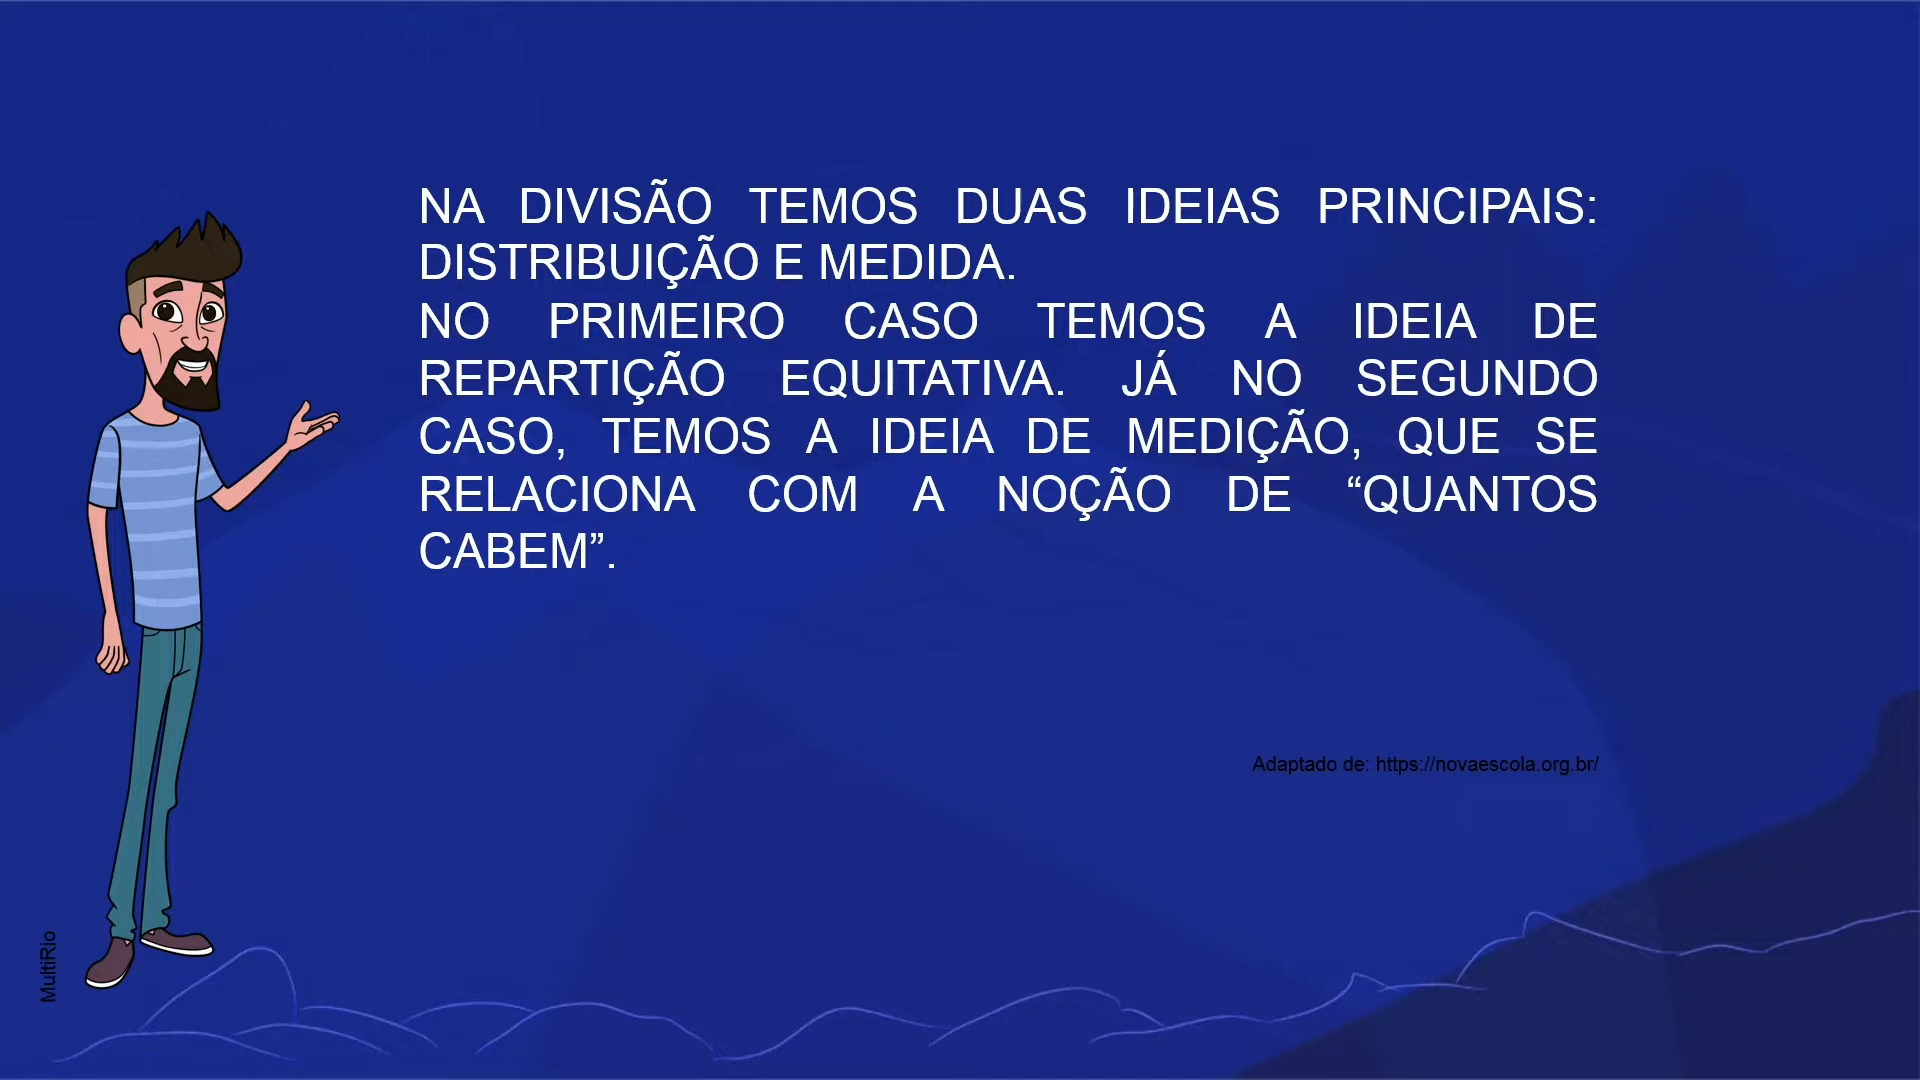 NA DIVISÃO TEMOS DUAS IDEIAS PRINCIPAIS:
DISTRIBUIÇÃO E MEDIDA.
NO PRIMEIRO CASO TEMOS A IDEIA DE
REPARTIÇÃO EQUITATIVA. JÁ NO SEGUNDO
CASO, TEMOS A IDEIA DE MEDIÇÃO, QUE SE
RELACIONA COM A NOÇÃO DE “QUANTOS
CABEM”.
Adaptado de: https://novaescola.org.br/
MultiRio